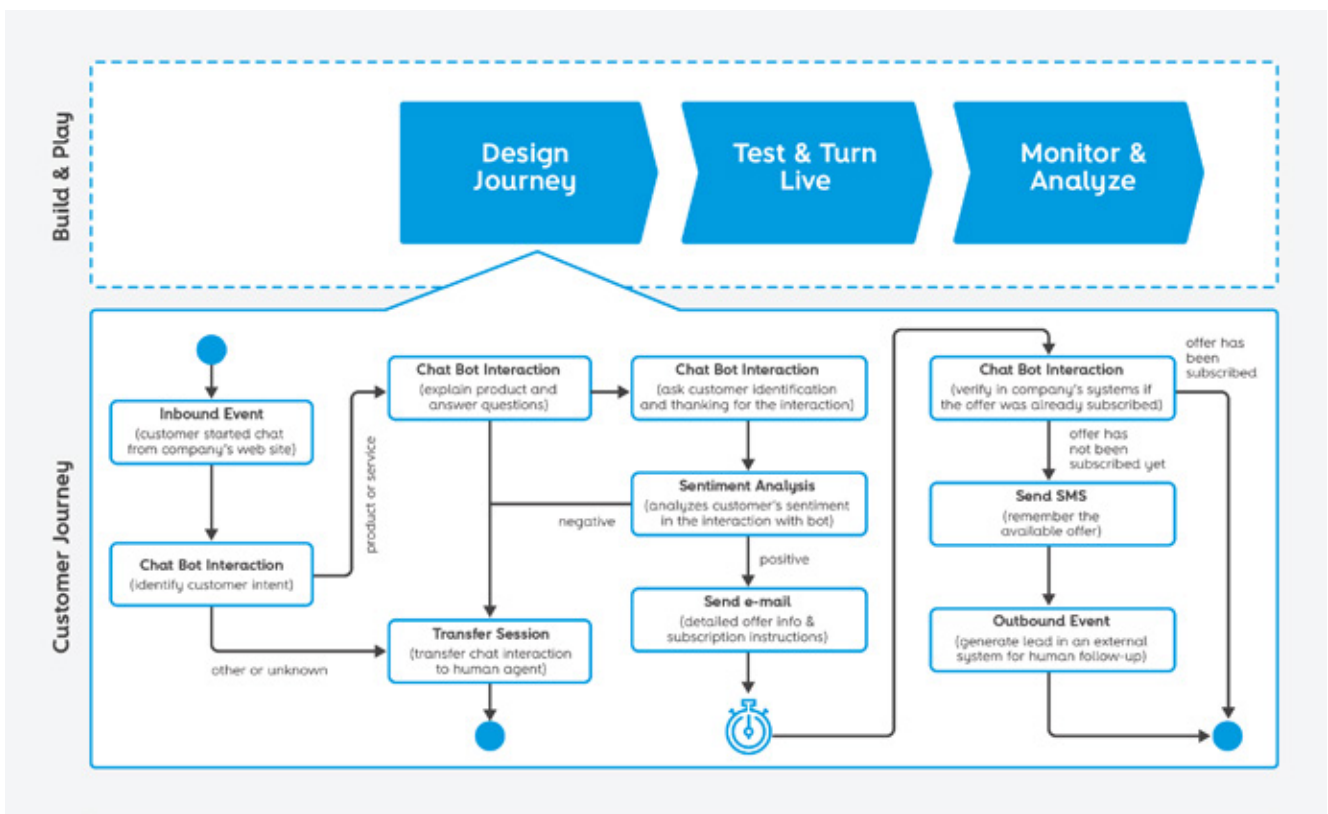 Build & Play
Design
Journey
Test & Turn
Live
Monitor &
Analyze
Customer Journey
Inbound Event
(customer started chat
from company's web site)
Chat Bot Interaction
(identify customer intent)
product or service
other or unknown
Chat Bot Interaction
(explain product and
answer questions)
Transfer Session
(transfer chat interaction
to human agent)
Chat Bot Interaction
(ask customer identification
and thanking for the interaction)
Sentiment Analysis
(analyzes customer's sentiment
in the interaction with bot)
negative
positive
Send e-mail
(detailed offer info &
subscription instructions)
Chat Bot Interaction
(verify in company's systems if
the offer was already subscribed)
offer has
been
subscribed
offer has
not been
subscribed yet
Send SMS
(remember the
available offer)
Outbound Event
(generate lead in an external
system for human follow-up)